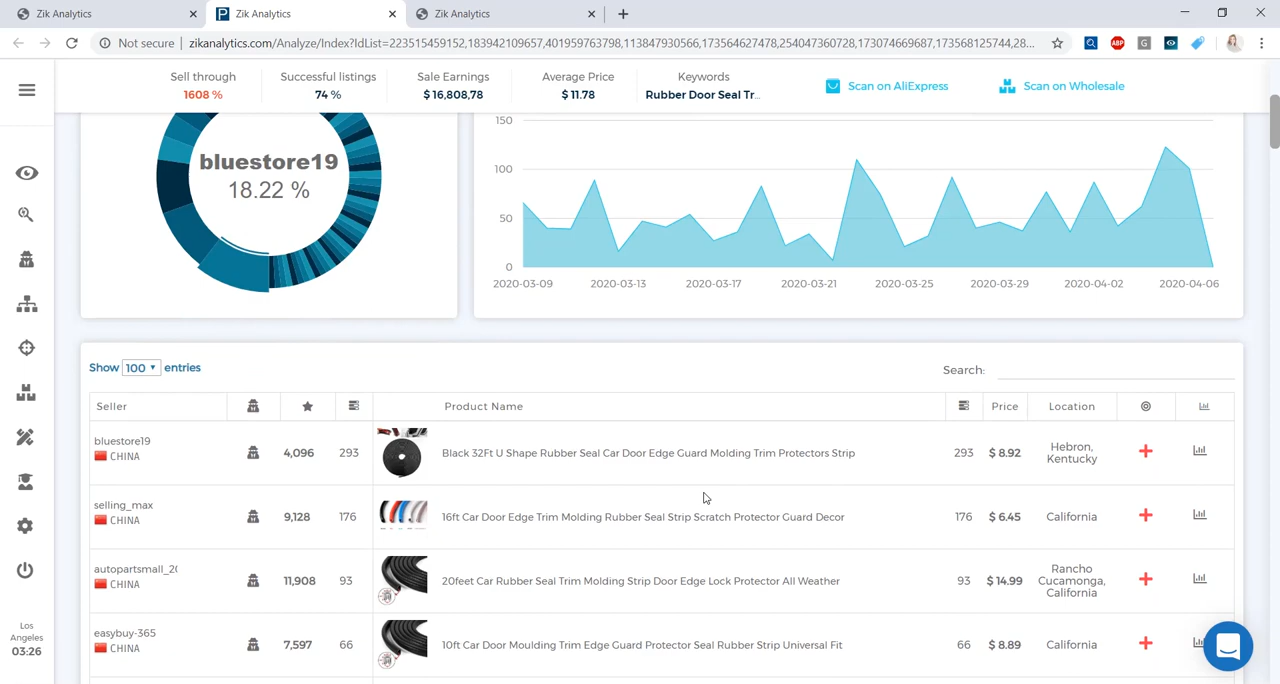 Zik Analytics
Zik Analytics
Zik Analytics
Not secure
zikanalytics.com/Analyze/Index?IdList=223515459152,183942109657,401959763798,113847930566,173564627478,254047360728,173074669687,173568125744,28...
ABP
G
Sell through
1608 %
Successful listings
74 %
Sale Earnings
$ 16,808,78
Average Price
$ 11.78
Keywords
Rubber Door Seal Tr...
Scan on AliExpress
Scan on Wholesale
bluestore19
18.22 %
150
100
50
0
2020-03-09 2020-03-13 2020-03-17 2020-03-21 2020-03-25 2020-03-29 2020-04-02 2020-04-06
Show 100 entries
Search:
Seller Product Name Price Location
bluestore19
CHINA
4,096
293
Black 32Ft U Shape Rubber Seal Car Door Edge Guard Molding Trim Protectors Strip
293
$ 8.92
Hebron,
Kentucky
selling_max
CHINA
9,128
176
16ft Car Door Edge Trim Molding Rubber Seal Strip Scratch Protector Guard Decor
176
$ 6.45
California
autopartsmall_20
CHINA
11,908
93
20feet Car Rubber Seal Trim Molding Strip Door Edge Lock Protector All Weather
93
$ 14.99
Rancho
Cucamonga,
California
easybuy-365
CHINA
7,597
66
10ft Car Door Moulding Trim Edge Guard Protector Seal Rubber Strip Universal Fit
66
$ 8.89
California
Los
Angeles
03:26